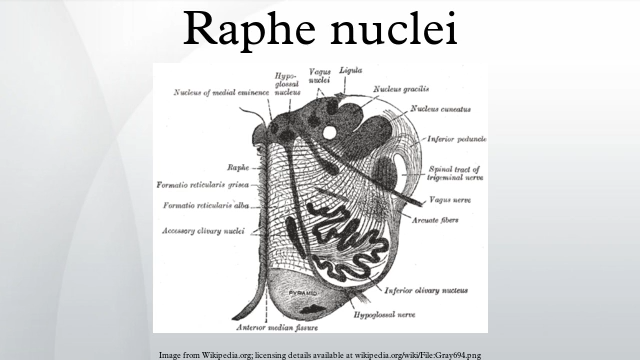 Raphe nuclei
Hypo-
glossal
nucleus
Vagus
nuclei
Ligula
Nucleus of medial eminence
Nucleus gracilis
Nucleus cuneatus
Inferior peduncle
Raphe
Spinal tract of
trigeminal nerve
Formatio reticularis grisea
Formatio reticularis alba
Vagus nerve
Arcuate fibers
Accessory olivary nuclei
Inferior olivary nucleus
PYRAMID
Hypoglossal nerve
Anterior median fissure
Image from Wikipedia.org; licensing details available at wikipedia.org/wiki/File:Gray694.png